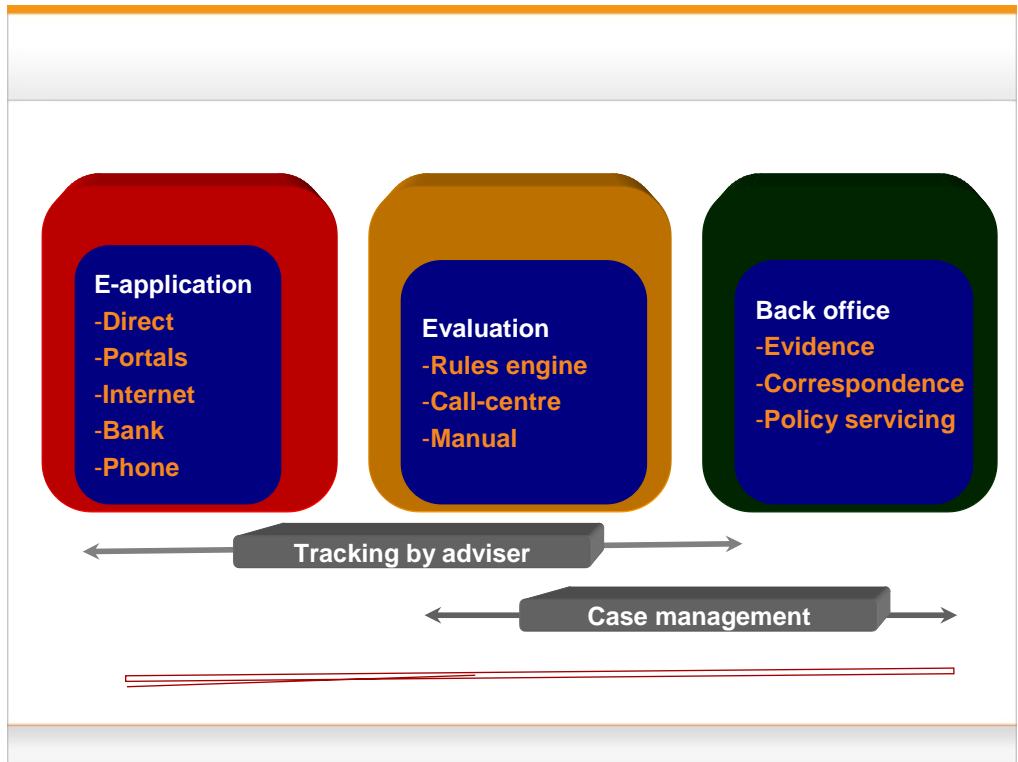 E-application
-Direct
-Portals
-Internet
-Bank
-Phone
Evaluation
-Rules engine
-Call-centre
-Manual
Back office
-Evidence
-Correspondence
-Policy servicing
Tracking by adviser
Case management